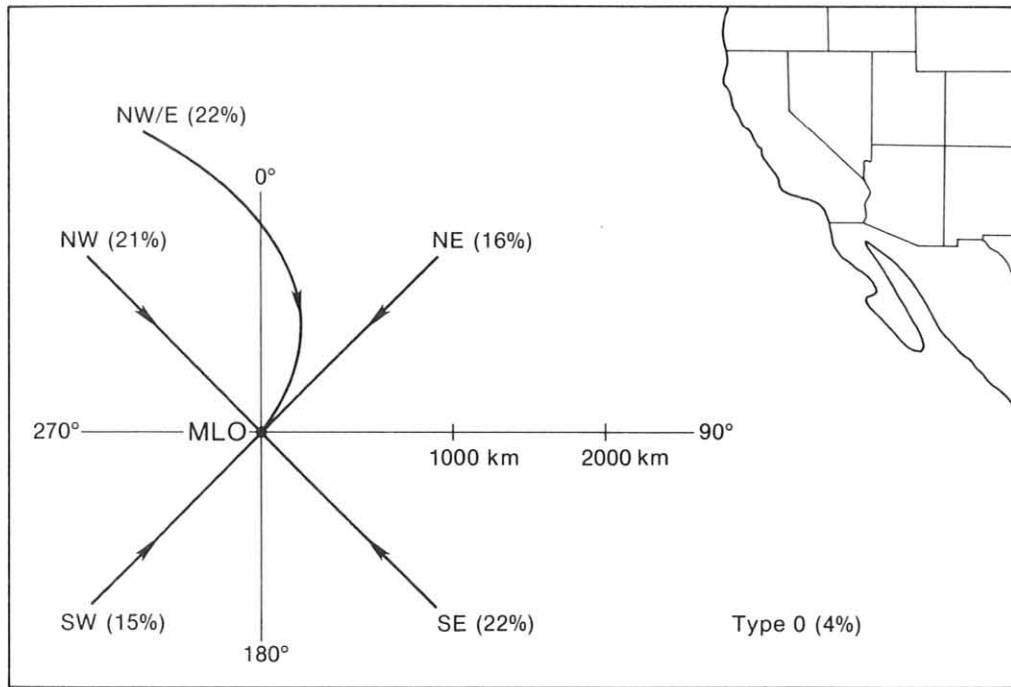 NW/E (22%)
0°
NW (21%)
NE (16%)
270°
MLO
90°
1000 km
2000 km
SW (15%)
SE (22%)
Type 0 (4%)
180°